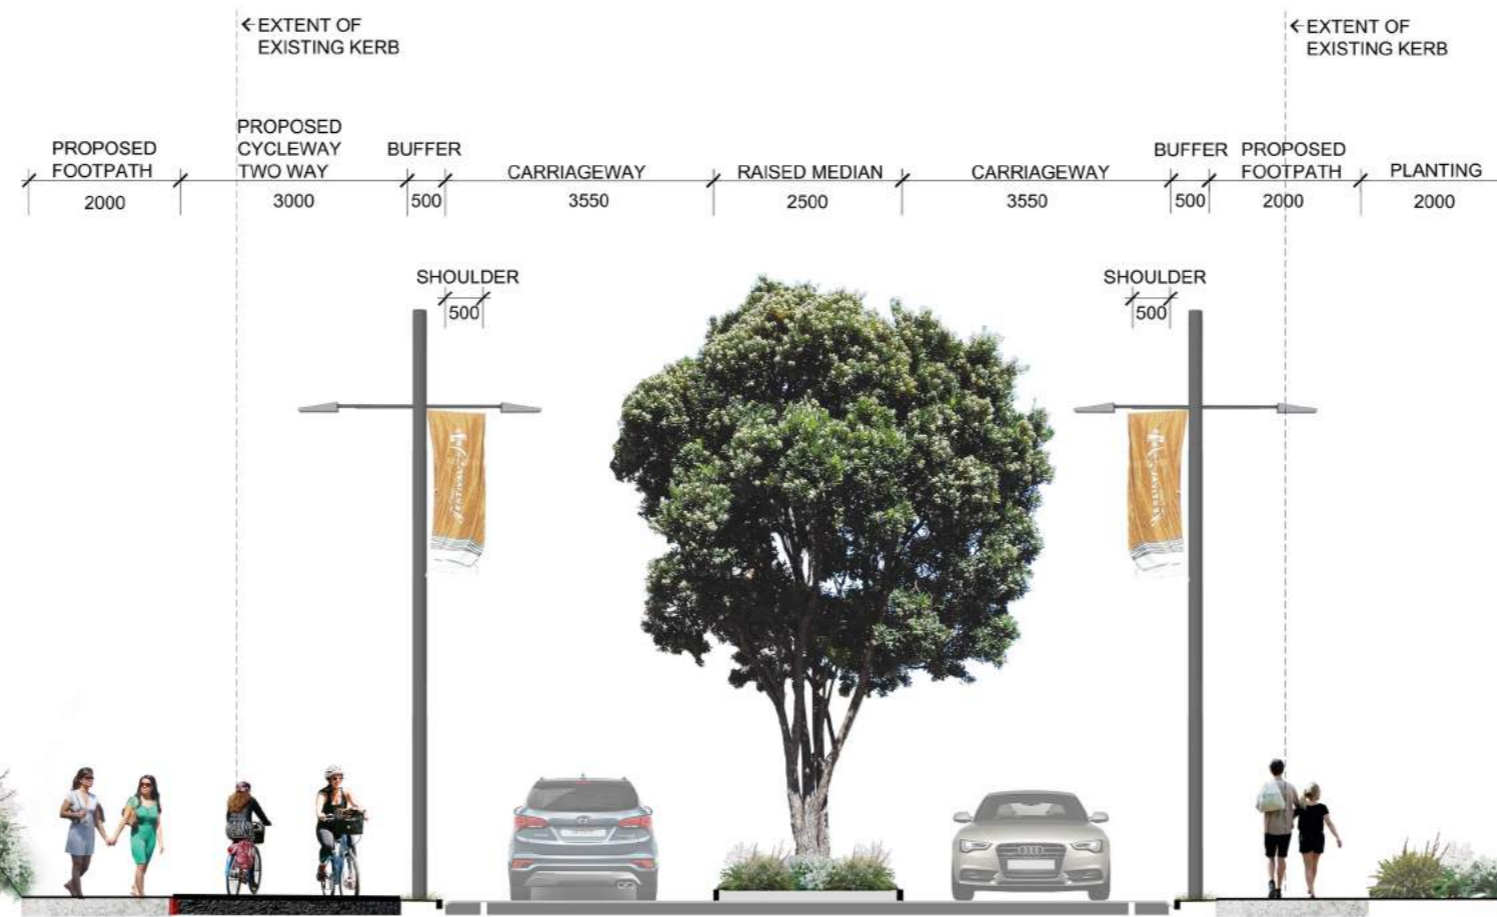 ←EXTENT OF
EXISTING KERB
←EXTENT OF
EXISTING KERB
PROPOSED
FOOTPATH
2000
PROPOSED
CYCLEWAY
TWO WAY
3000
BUFFER
500
CARRIAGEWAY
3550
RAISED MEDIAN
2500
CARRIAGEWAY
3550
BUFFER
500
PROPOSED
FOOTPATH
2000
PLANTING
2000
SHOULDER
500
SHOULDER
500